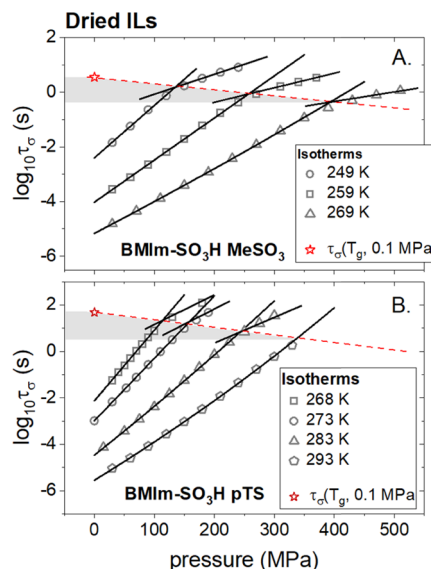 Dried ILs
A.
2
0
-2
-4
-6
log₁₀τσ (s)
Isotherms
249 K
259 K
269 K
τσ(Tg, 0.1 MPa
BMIm-SO₃H MeSO₃
B.
4
2
0
-2
-4
-6
log₁₀τσ (s)
Isotherms
268 K
273 K
283 K
293 K
τσ(Tg, 0.1 MPa
BMIm-SO₃H pTS
0 100 200 300 400 500
pressure (MPa)